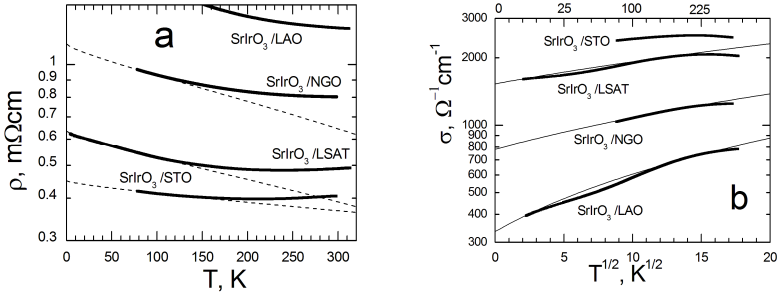 a
SrIrO3/LAO
SrIrO3/NGO
SrIrO3/LSAT
SrIrO3/STO
ρ, mΩcm
1
0.9
0.8
0.7
0.6
0.5
0.4
0.3
0 50 100 150 200 250 300
T, K
0 25 100 225
3000
2000
1000
900
800
700
600
500
400
300
σ, Ω⁻¹cm⁻¹
SrIrO3/STO
SrIrO3/LSAT
SrIrO3/NGO
SrIrO3/LAO
b
0 5 10 15 20
T^1/2, K^1/2